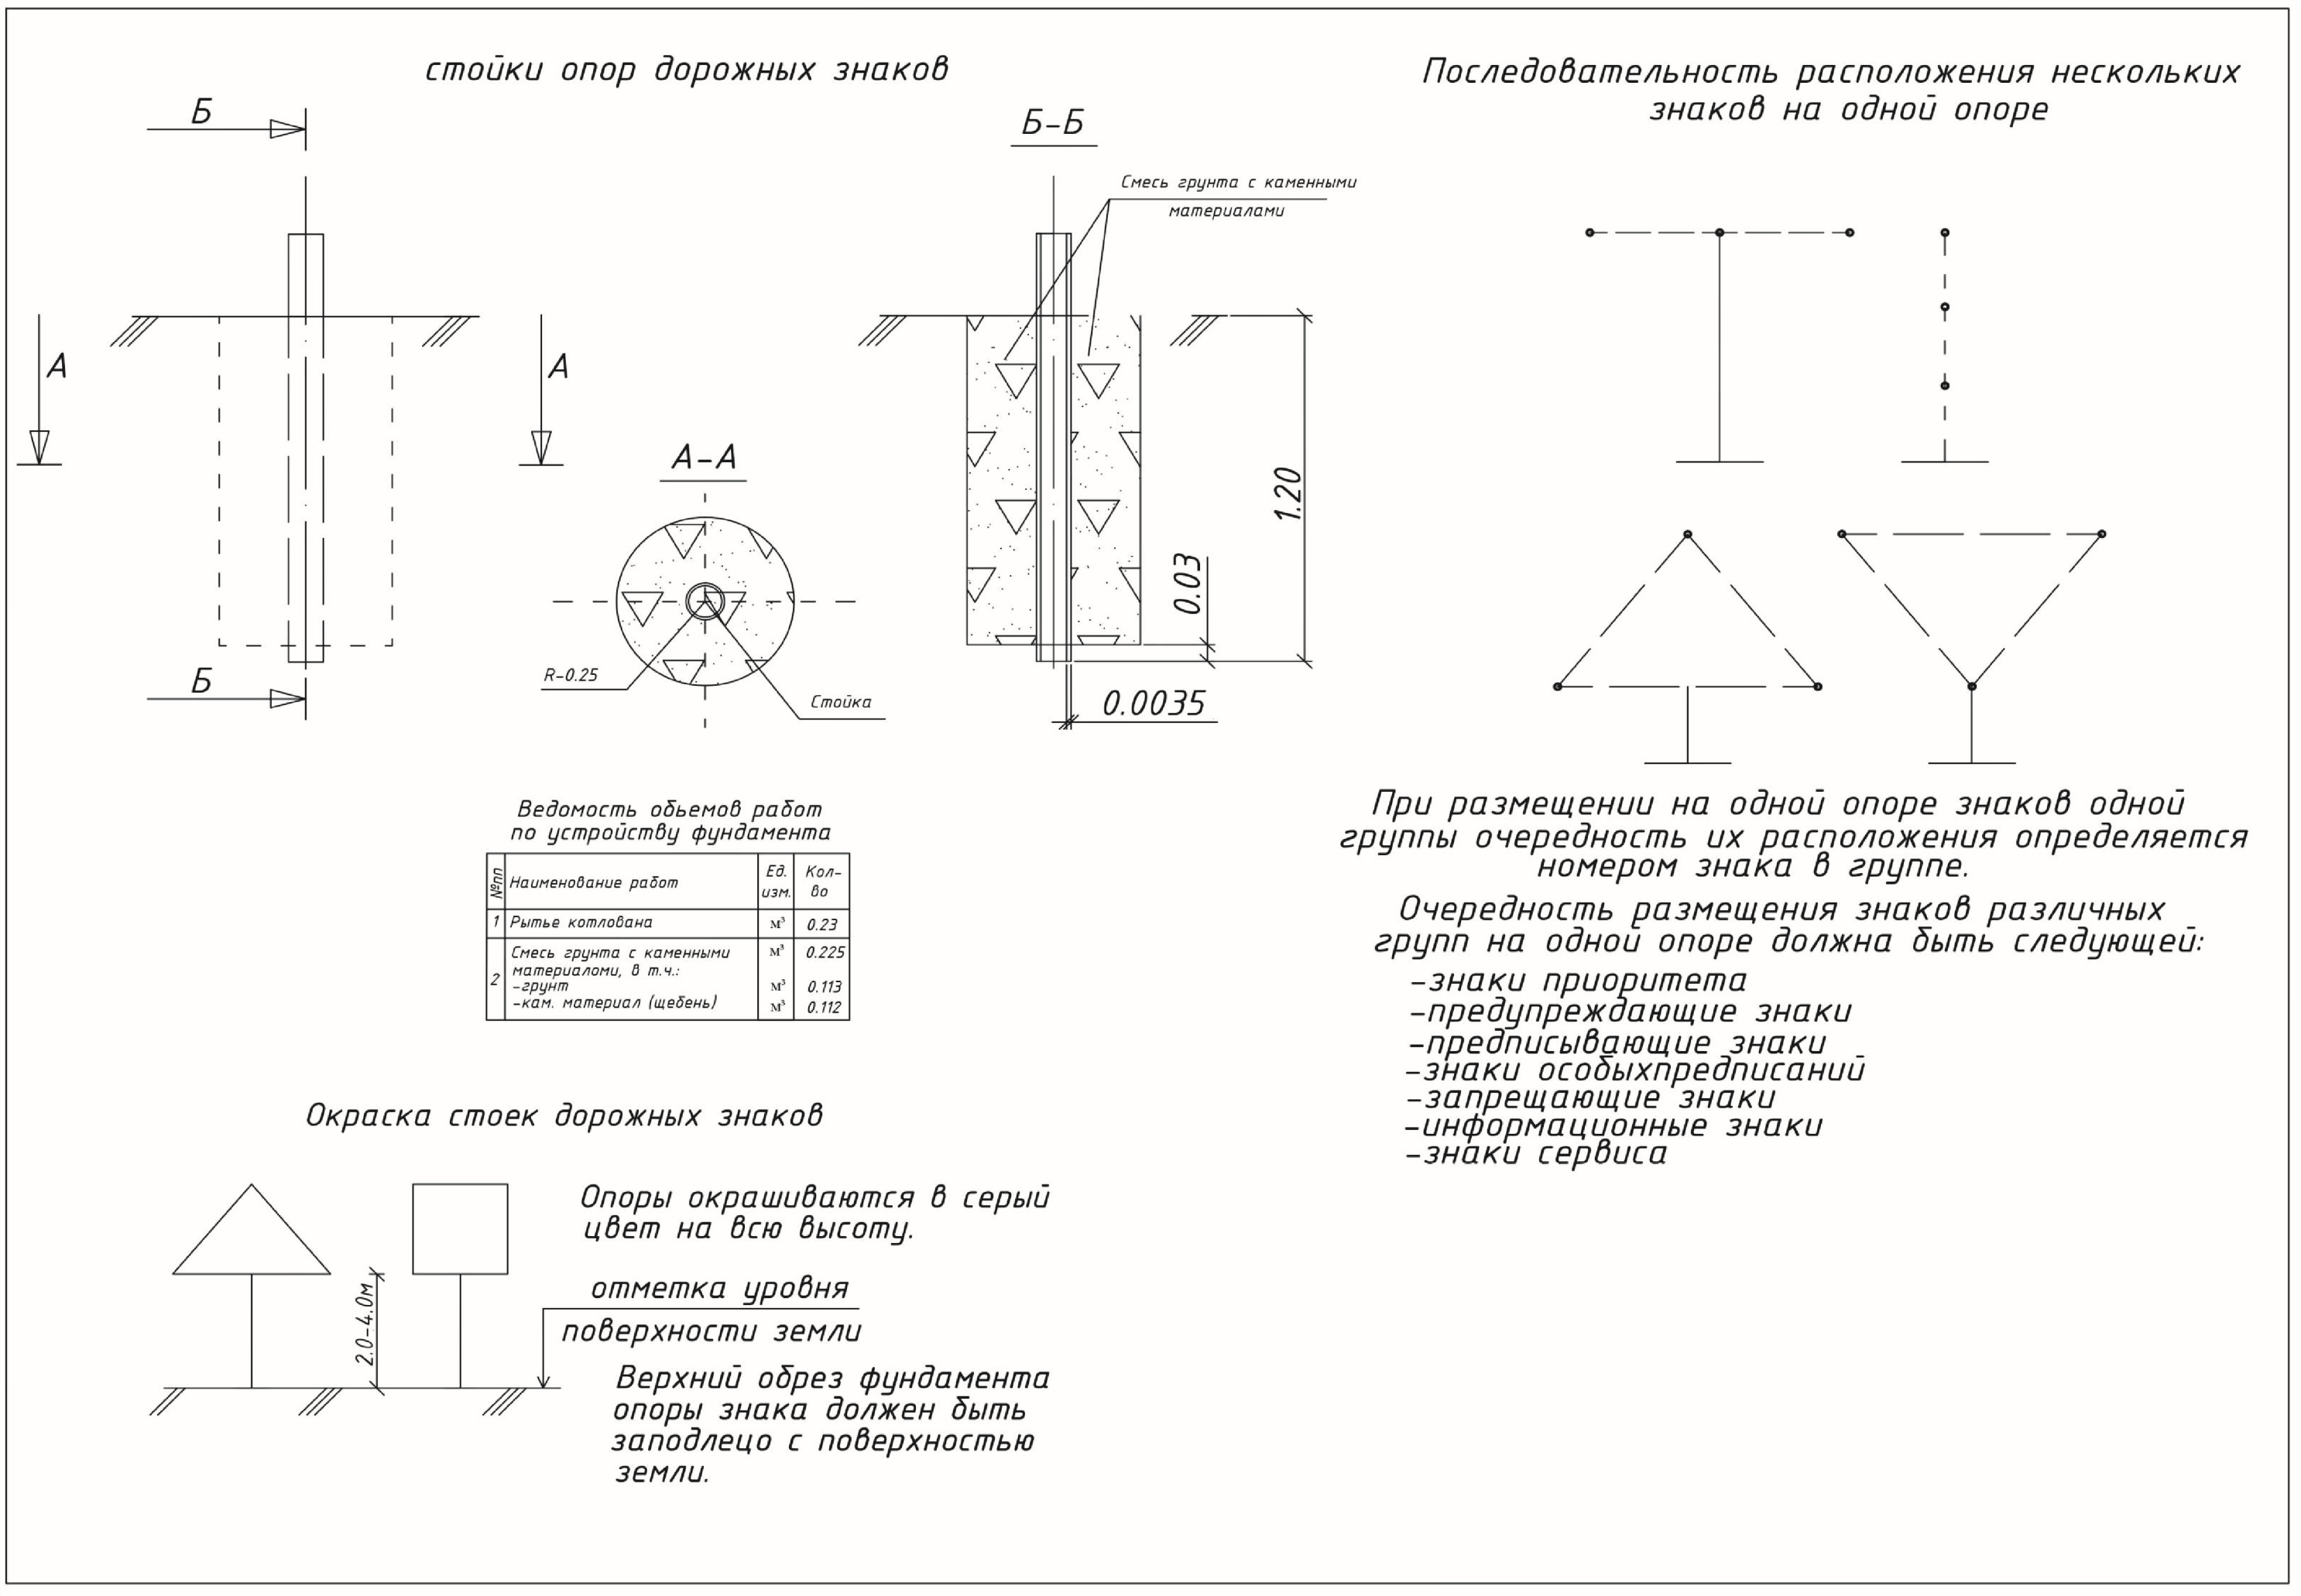 стойки опор дорожных знаков
Б
Б
А
А
А-А
R-0.25
Стойка
Б-Б
Смесь грунта с каменными
материалами
1.20
0.03
0.0035
Ведомость обьемов работ
по устройству фундамента
№пп Наименование работ Ед. изм. Кол-во
1 Рытье котлована м³ 0.23
2 Смесь грунта с каменными м³ 0.225
материаломи, в т.ч.:
-грунт м³ 0.113
-кам. материал (щебень) м³ 0.112
Окраска стоек дорожных знаков
2.0-4.0м
Опоры окрашиваются в серый
цвет на всю высоту.
отметка уровня
поверхности земли
Верхний обрез фундамента
опоры знака должен быть
заподлецо с поверхностью
земли.
Последовательность расположения нескольких
знаков на одной опоре
При размещении на одной опоре знаков одной
группы очередность их расположения определяется
номером знака в группе.
Очередность размещения знаков различных
групп на одной опоре должна быть следующей:
-знаки приоритета
-предупреждающие знаки
-предписывающие знаки
-знаки особыхпредписаний
-запрещающие знаки
-информационные знаки
-знаки сервиса